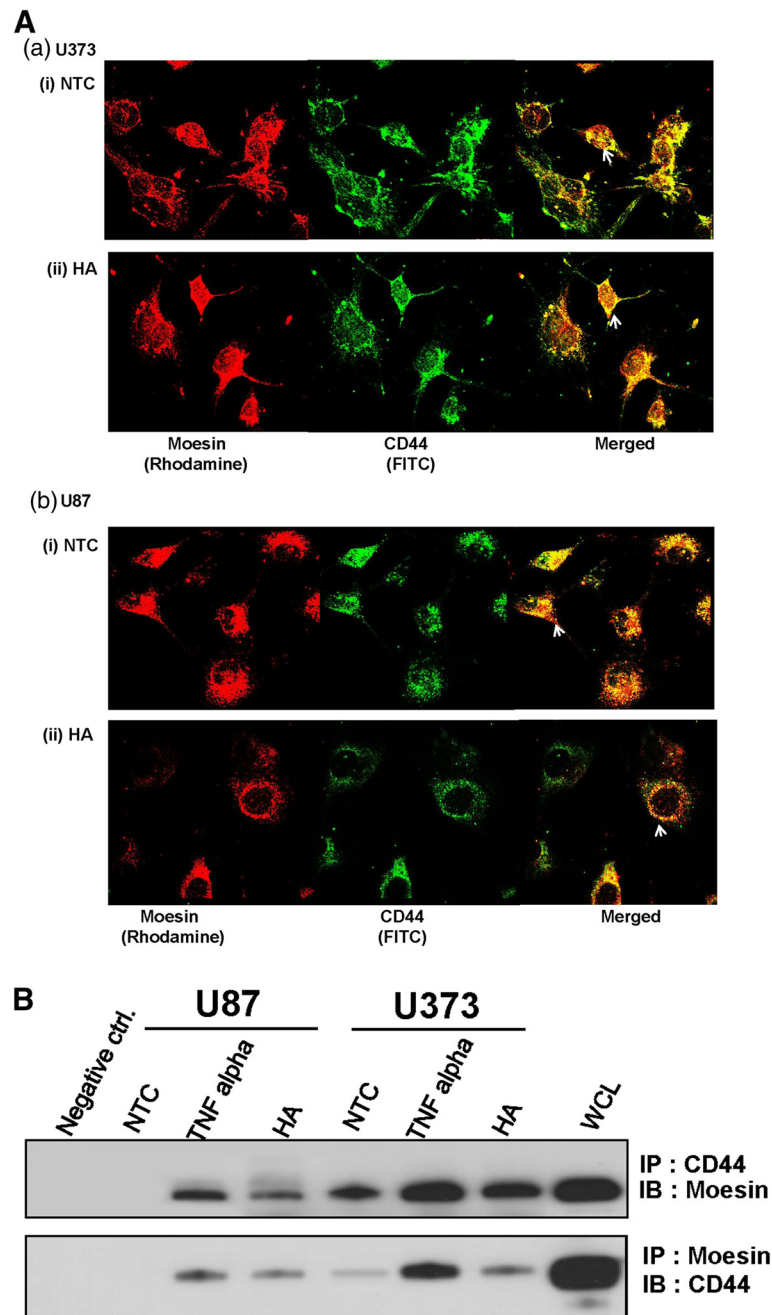 A
(a) U373
(i) NTC
(ii) HA
Moesin
(Rhodamine)
CD44
(FITC)
Merged
(b) U87
(i) NTC
(ii) HA
Moesin
(Rhodamine)
CD44
(FITC)
Merged
B
U87
U373
Negative ctrl.
NTC
TNF alpha
HA
NTC
TNF alpha
HA
WCL
IP : CD44
IB : Moesin
IP : Moesin
IB : CD44